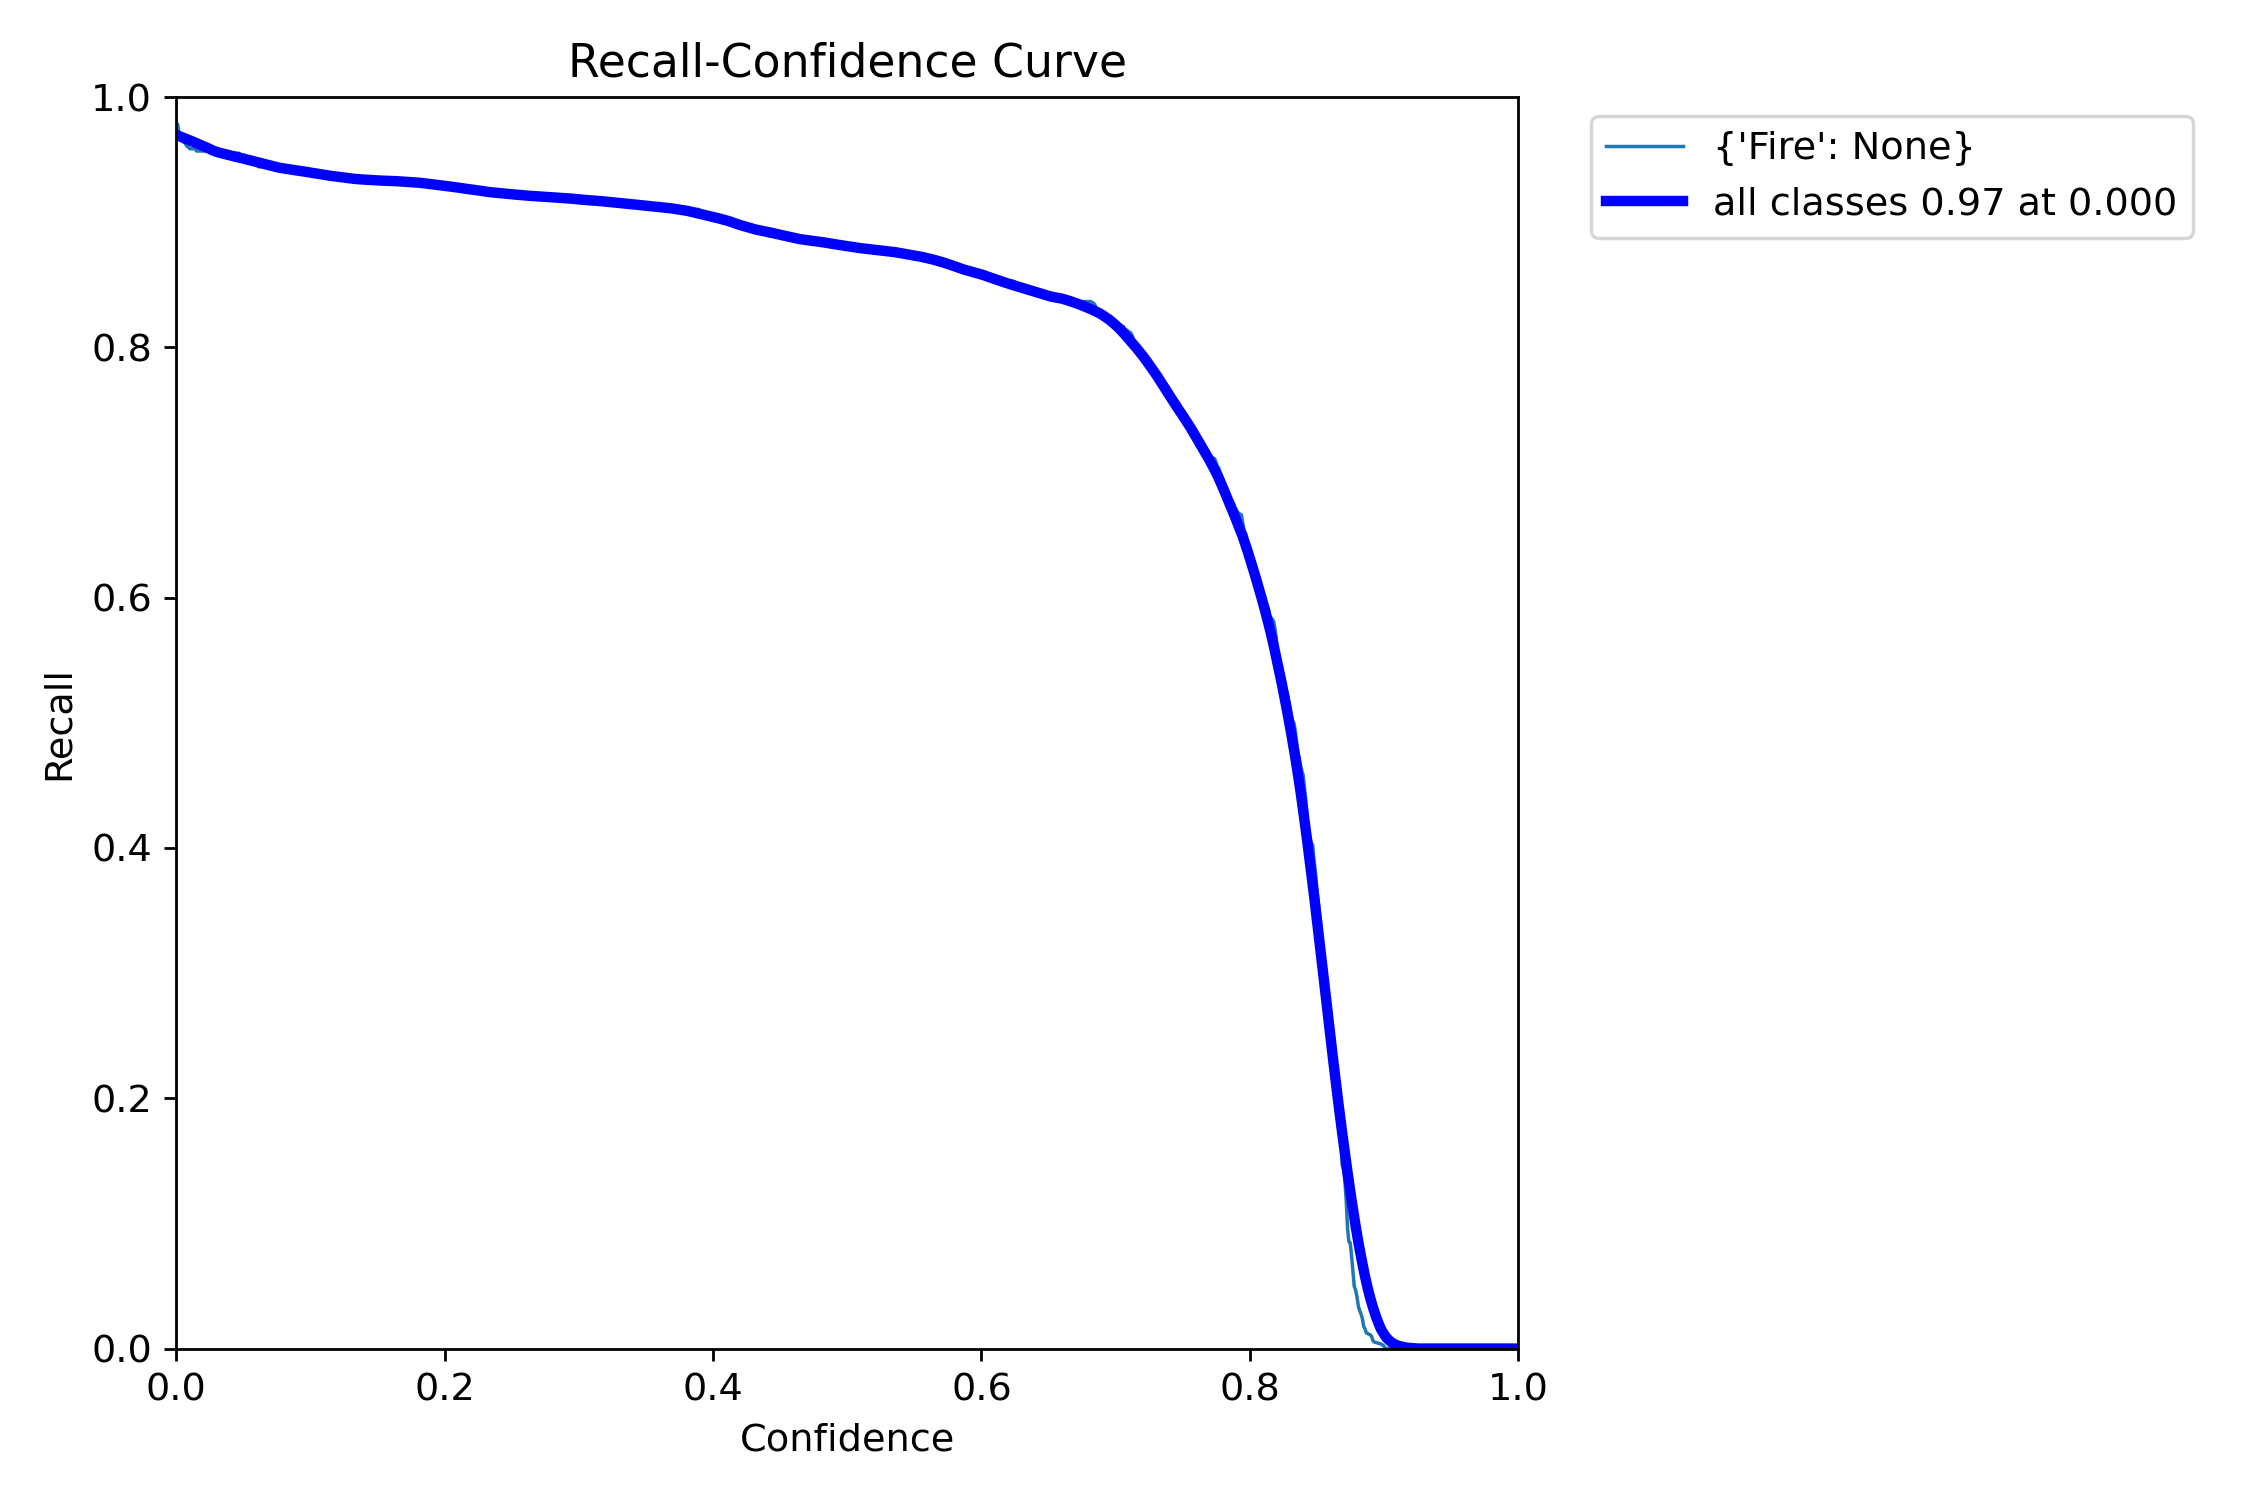 Recall-Confidence Curve
{'Fire': None}
all classes 0.97 at 0.000
1.0
0.8
0.6
0.4
0.2
0.0
Recall
0.0 0.2 0.4 0.6 0.8 1.0
Confidence